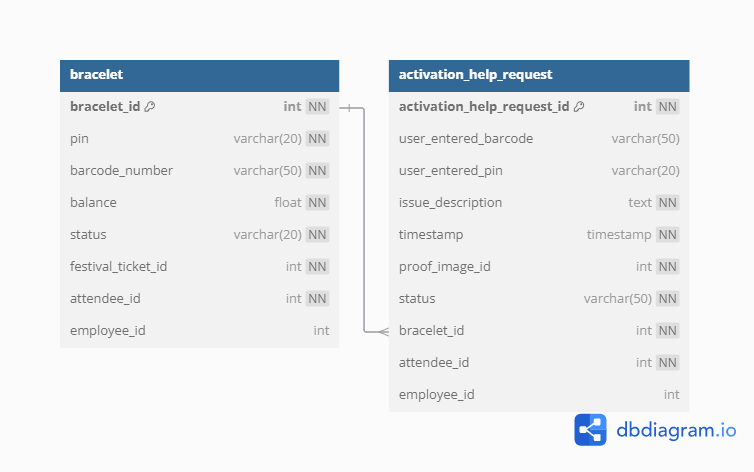 bracelet
bracelet_id int NN
pin varchar(20) NN
barcode_number varchar(50) NN
balance float NN
status varchar(20) NN
festival_ticket_id int NN
attendee_id int NN
employee_id int
activation_help_request
activation_help_request_id int NN
user_entered_barcode varchar(50)
user_entered_pin varchar(20)
issue_description text NN
timestamp timestamp NN
proof_image_id int NN
status varchar(50) NN
bracelet_id int NN
attendee_id int NN
employee_id int
dbdiagram.io